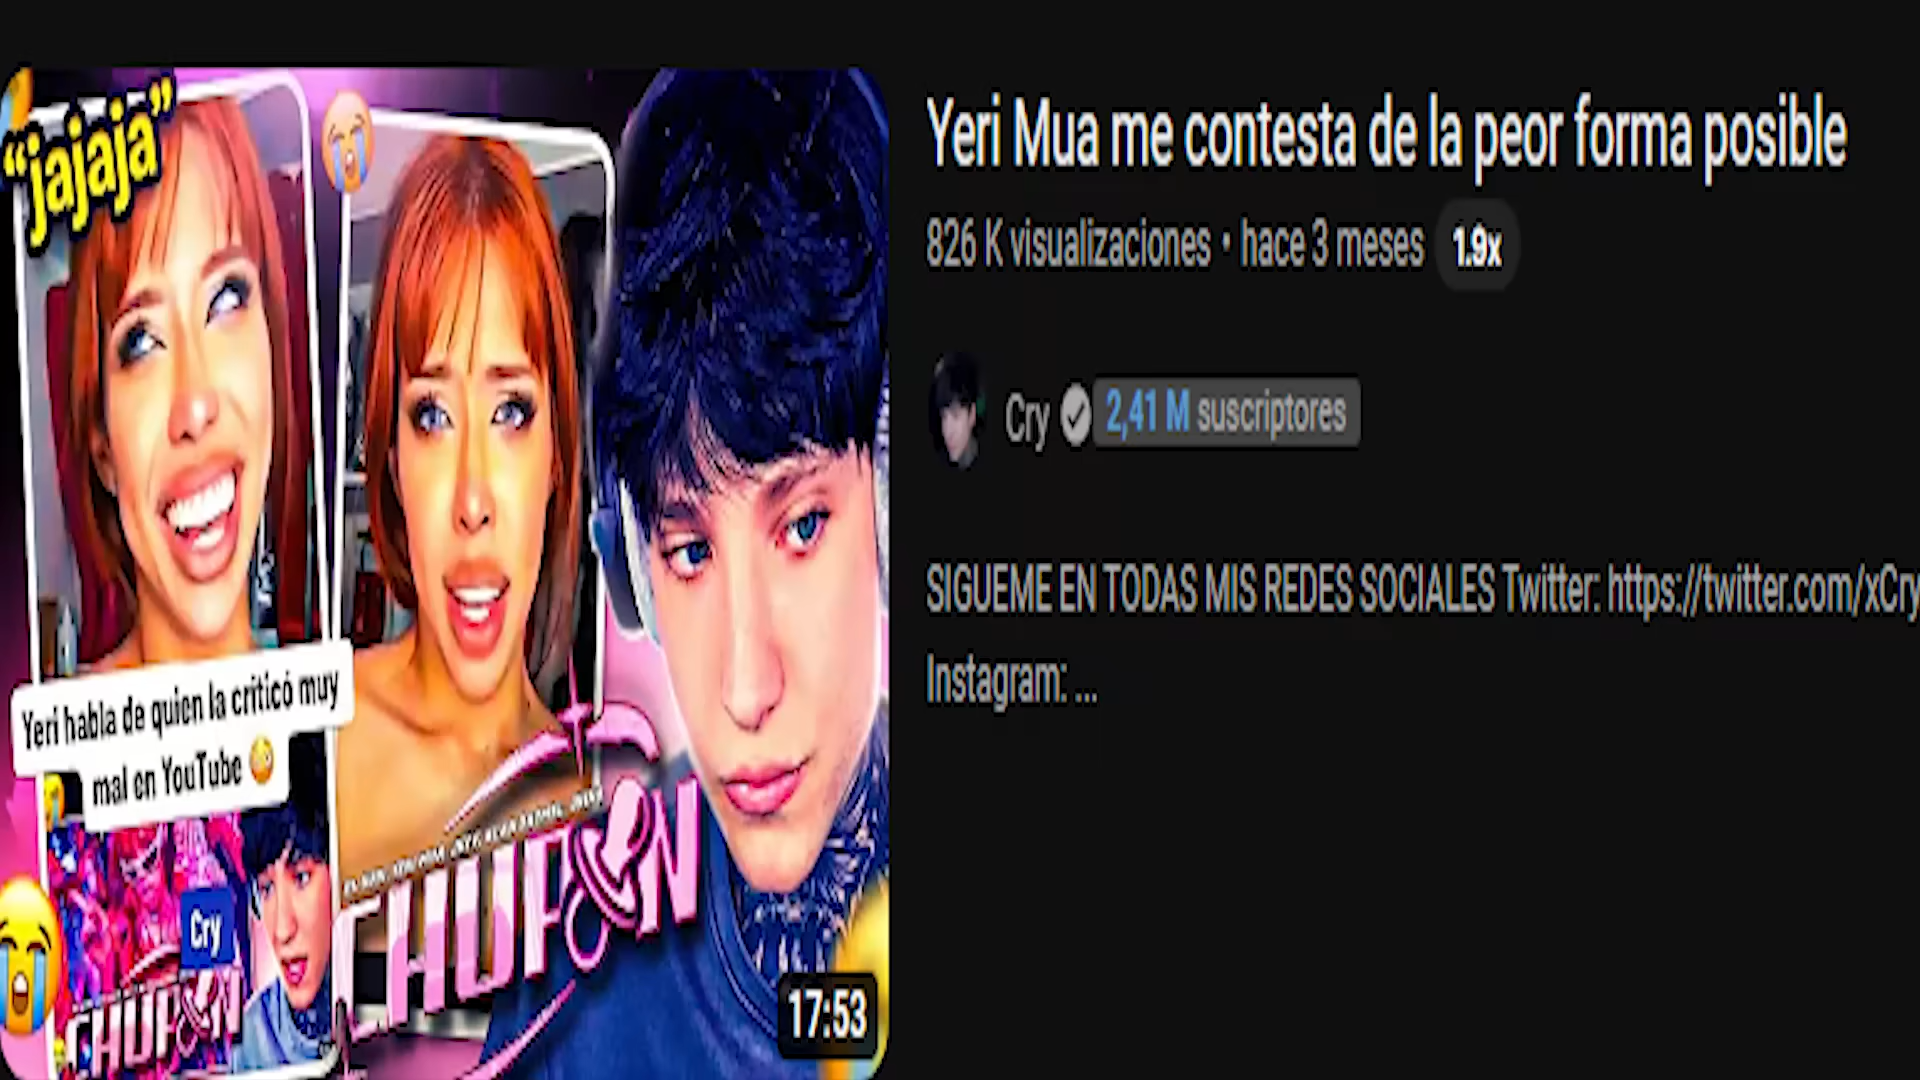 “jajaja”
Yeri habla de quien la criticó muy
mal en YouTube
Cry
CHUPON
CHUPON
17:53
Yeri Mua me contesta de la peor forma posible
826 K visualizaciones • hace 3 meses 1.9x
Cry 2,41 M suscriptores
SIGUEME EN TODAS MIS REDES SOCIALES Twitter: https://twitter.com/xCry
Instagram: ...